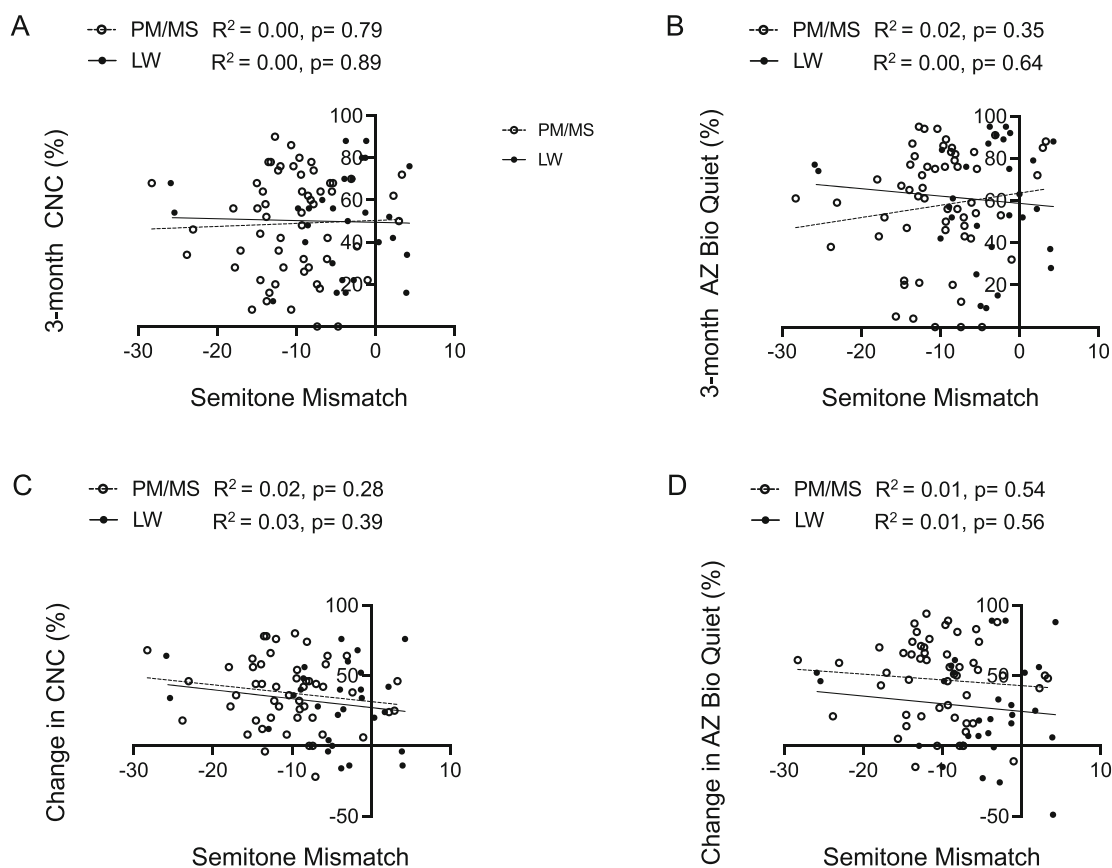 A
PM/MS R² = 0.00, p= 0.79
LW R² = 0.00, p= 0.89
3-month CNC (%)
100
80
60
40
20
-30 -20 -10 0 10
Semitone Mismatch
PM/MS
LW
B
PM/MS R² = 0.02, p= 0.35
LW R² = 0.00, p= 0.64
3-month AZ Bio Quiet (%)
100
80
60
40
20
-30 -20 -10 0 10
Semitone Mismatch
C
PM/MS R² = 0.02, p= 0.28
LW R² = 0.03, p= 0.39
Change in CNC (%)
100
50
-30 -20 -10 0 10
-50
Semitone Mismatch
D
PM/MS R² = 0.01, p= 0.54
LW R² = 0.01, p= 0.56
Change in AZ Bio Quiet (%)
100
50
-30 -20 -10 0 10
-50
Semitone Mismatch